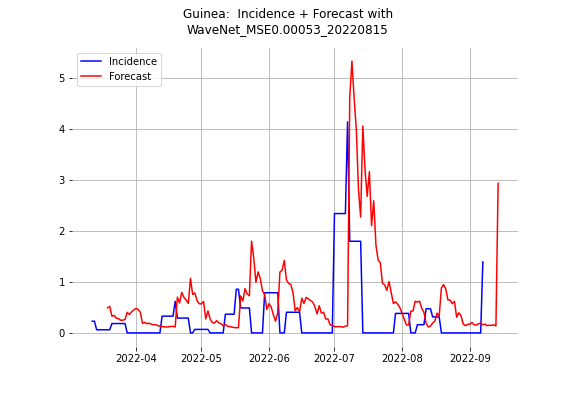 Guinea:  Incidence + Forecast with
WaveNet_MSE0.00053_20220815
Incidence
Forecast
5
4
3
2
1
0
2022-04 2022-05 2022-06 2022-07 2022-08 2022-09